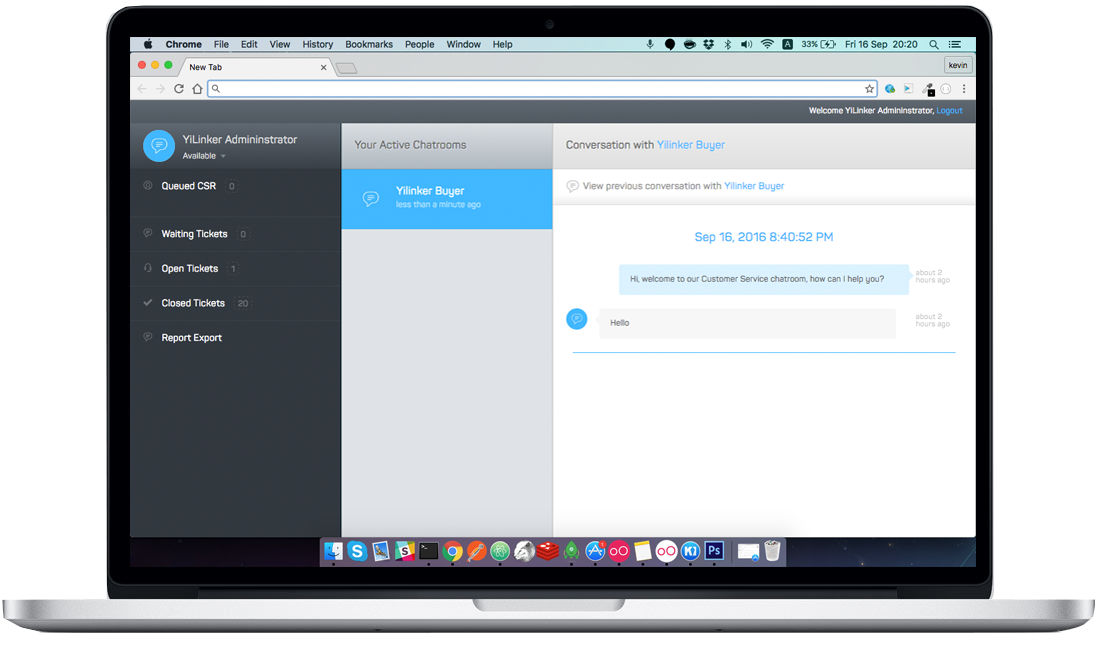 Chrome File Edit View History Bookmarks People Window Help 33% Fri 16 Sep 20:20
New Tab
kevin
Welcome YiLinker Admininstrator, Logout
YiLinker Admininstrator
Available
Queued CSR 0
Waiting Tickets 0
Open Tickets 1
Closed Tickets 20
Report Export
Your Active Chatrooms
Yilinker Buyer
less than a minute ago
Conversation with Yilinker Buyer
View previous conversation with Yilinker Buyer
Sep 16, 2016 8:40:52 PM
Hi, welcome to our Customer Service chatroom, how can I help you?
about 2
hours ago
Hello
about 2
hours ago
Ps